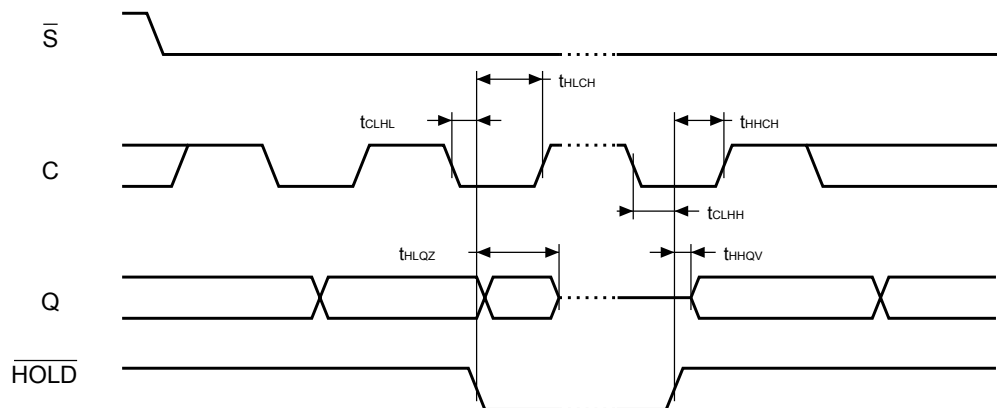 S
tHLCH
tCLHL
tHHCH
C
tCLHH
tHLQZ
tHHQV
Q
HOLD